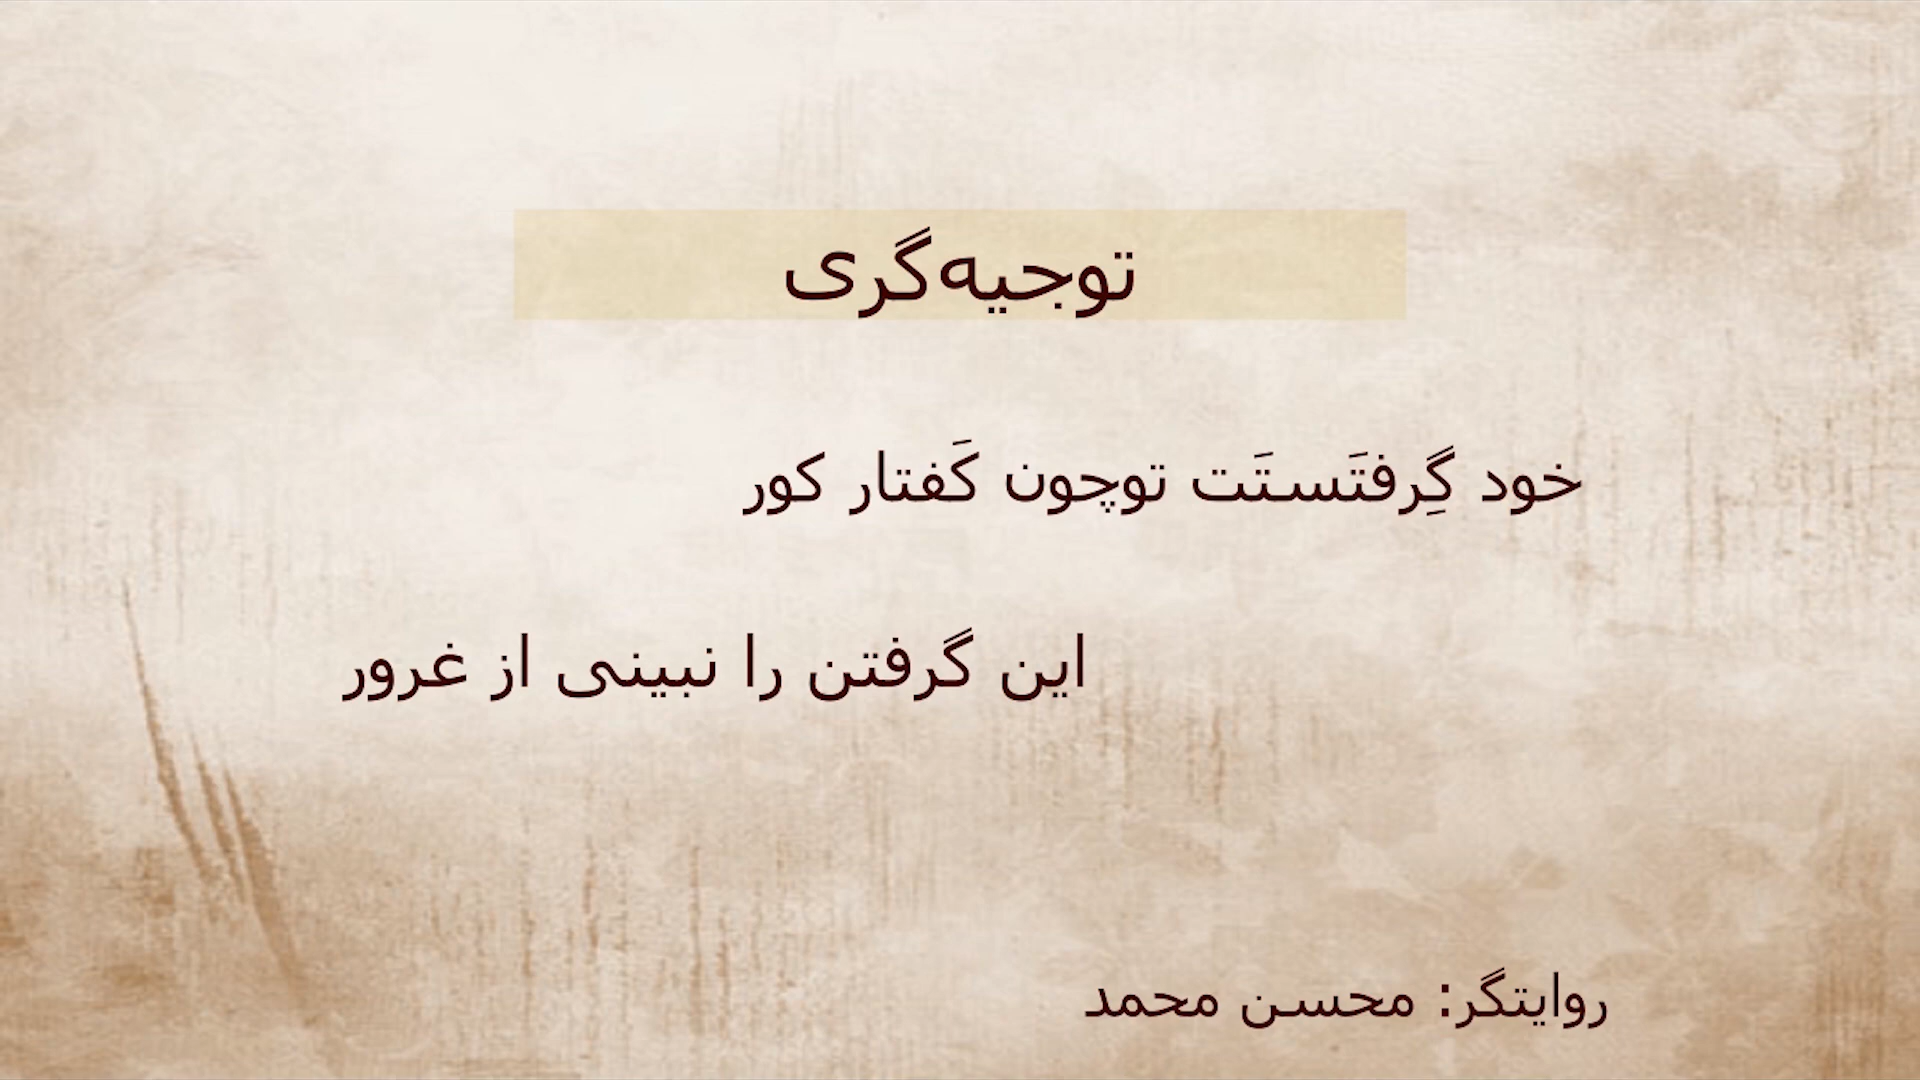 توجیه‌گری
خود گِرفتَستَت توچون کَفتار کور
این گرفتن را نبینی از غرور
روایتگر: محسن محمد